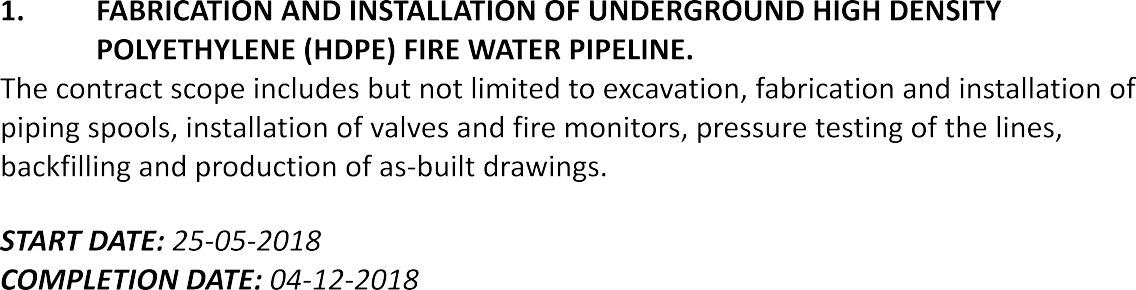 1. FABRICATION AND INSTALLATION OF UNDERGROUND HIGH DENSITY
POLYETHYLENE (HDPE) FIRE WATER PIPELINE.
The contract scope includes but not limited to excavation, fabrication and installation of
piping spools, installation of valves and fire monitors, pressure testing of the lines,
backfilling and production of as-built drawings.
START DATE: 25-05-2018
COMPLETION DATE: 04-12-2018